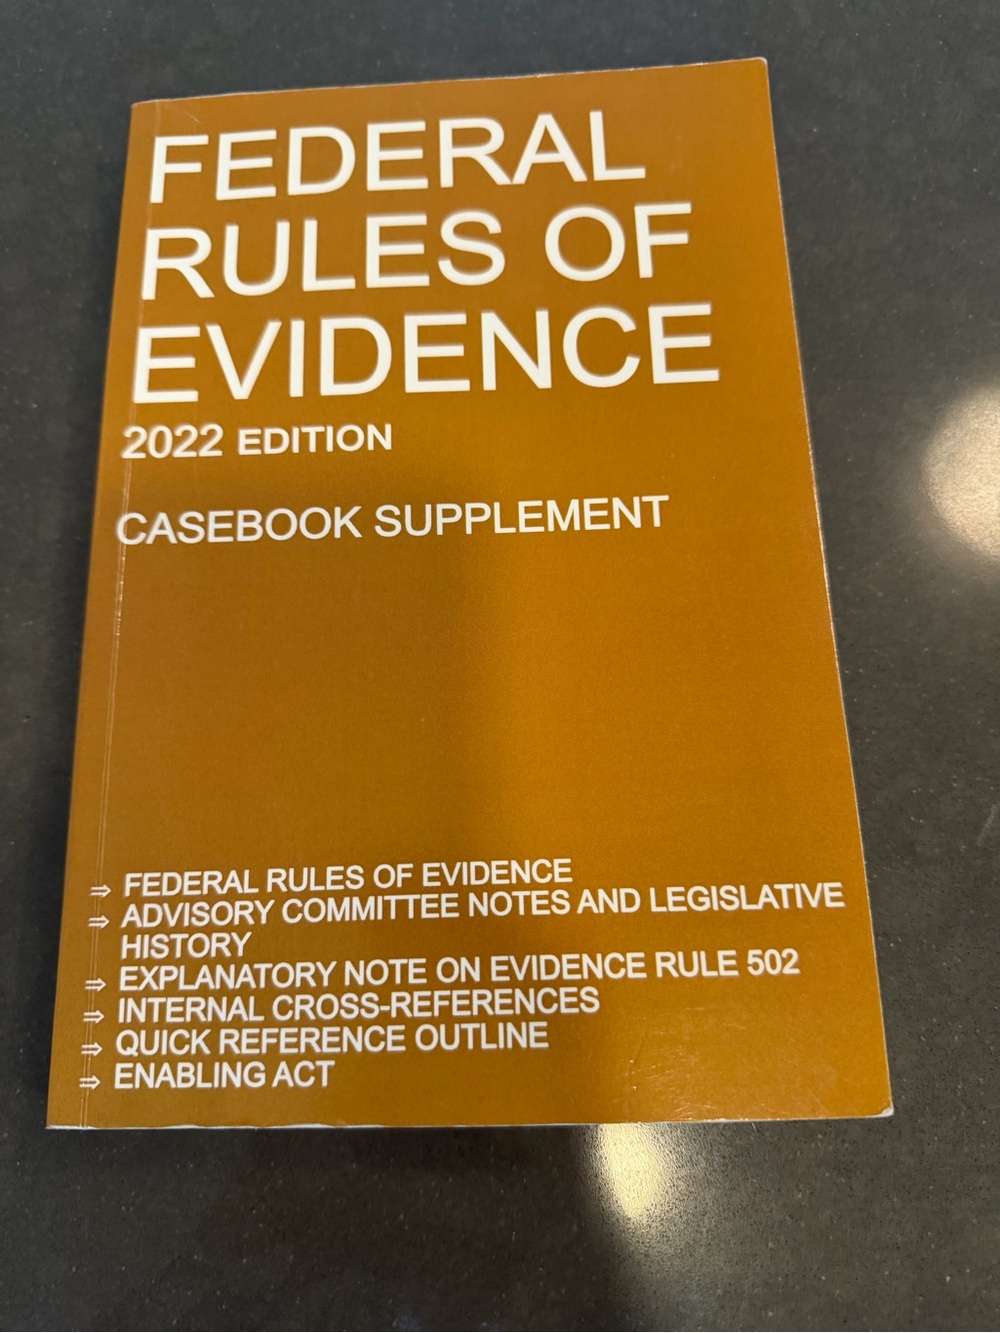 FEDERAL
RULES OF
EVIDENCE
2022 EDITION
CASEBOOK SUPPLEMENT
⇒ FEDERAL RULES OF EVIDENCE
⇒ ADVISORY COMMITTEE NOTES AND LEGISLATIVE
HISTORY
⇒ EXPLANATORY NOTE ON EVIDENCE RULE 502
⇒ INTERNAL CROSS-REFERENCES
⇒ QUICK REFERENCE OUTLINE
⇒ ENABLING ACT